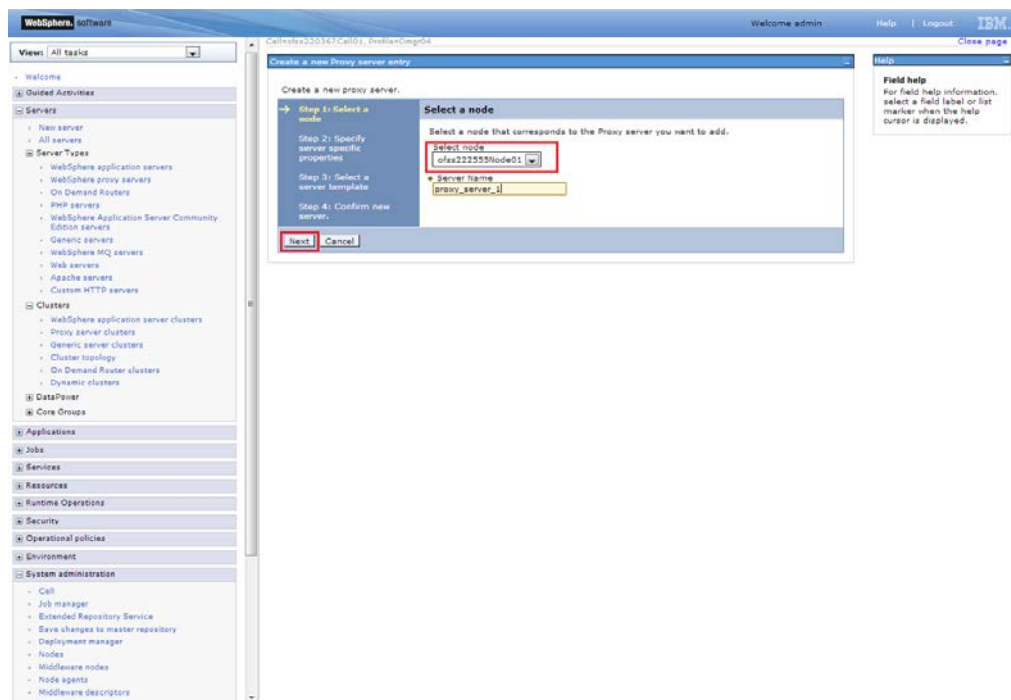 WebSphere. software
Welcome admin
Help | Logout
IBM.
View: All tasks
Cell=ofss220367Cell01, Profile=Dmgr04
Close page
Welcome
Guided Activities
Servers
New server
All servers
Server Types
WebSphere application servers
WebSphere proxy servers
On Demand Routers
PHP servers
WebSphere Application Server Community
Edition servers
Generic servers
WebSphere MQ servers
Web servers
Apache servers
Custom HTTP servers
Clusters
WebSphere application server clusters
Proxy server clusters
Generic server clusters
Cluster topology
On Demand Router clusters
Dynamic clusters
DataPower
Core Groups
Applications
Jobs
Services
Resources
Runtime Operations
Security
Operational policies
Environment
System administration
Cell
Job manager
Extended Repository Service
Save changes to master repository
Deployment manager
Nodes
Middleware nodes
Node agents
Middleware descriptors
Create a new Proxy server entry
Create a new proxy server.
Step 1: Select a
node
Step 2: Specify
server specific
properties
Step 3: Select a
server template
Step 4: Confirm new
server.
Select a node
Select a node that corresponds to the Proxy server you want to add.
Select node
ofss222555Node01
* Server Name
proxy_server_1
Next
Cancel
Help
Field help
For field help information,
select a field label or list
marker when the help
cursor is displayed.